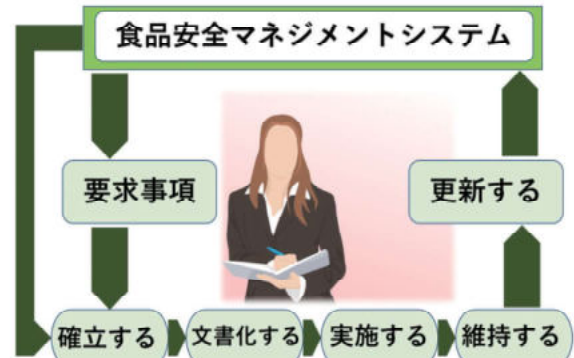 食品安全マネジメントシステム
要求事項
更新する
確立する
文書化する
実施する
維持する